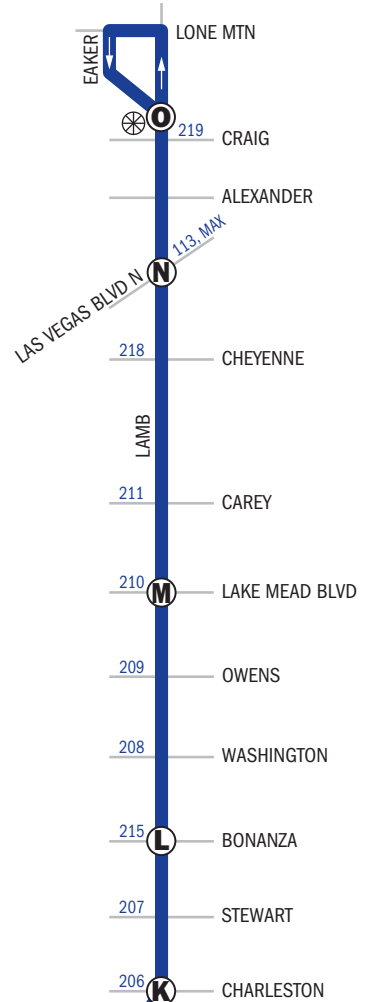 LONE MTN
EAKER
O
219
CRAIG
ALEXANDER
113, MAX
N
LAS VEGAS BLVD N
218
CHEYENNE
LAMB
211
CAREY
210
M
LAKE MEAD BLVD
209
OWENS
208
WASHINGTON
215
L
BONANZA
207
STEWART
206
K
CHARLESTON